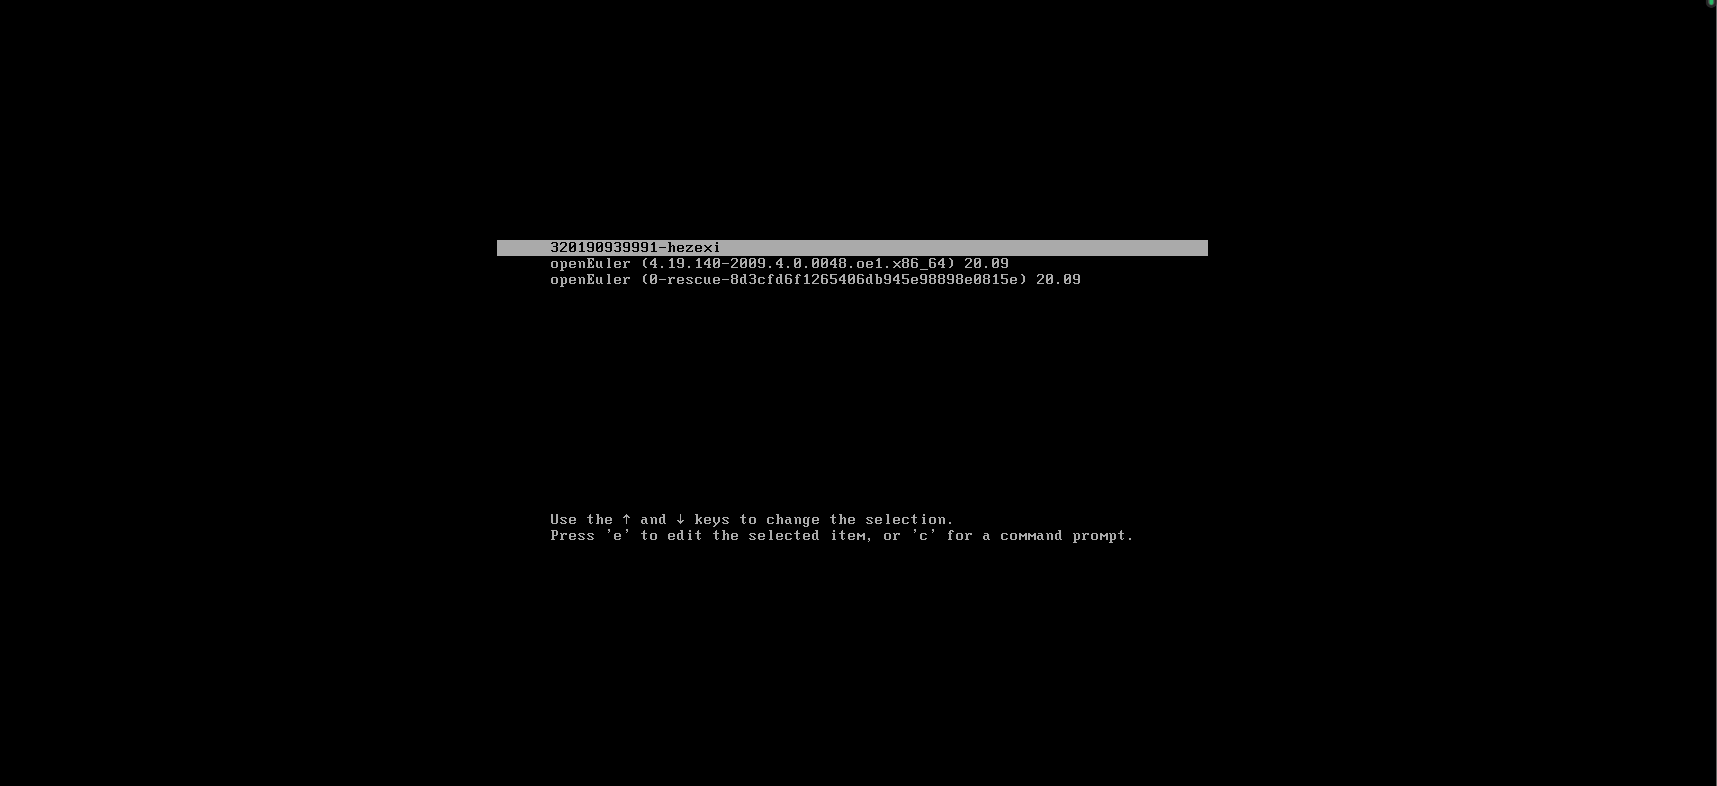 320190939991-hezexi
openEuler (4.19.140-2009.4.0.0048.oe1.x86_64) 20.09
openEuler (0-rescue-8d3cfd6f1265406db945e98898e0815e) 20.09
Use the ↑ and ↓ keys to change the selection.
Press 'e' to edit the selected item, or 'c' for a command prompt.